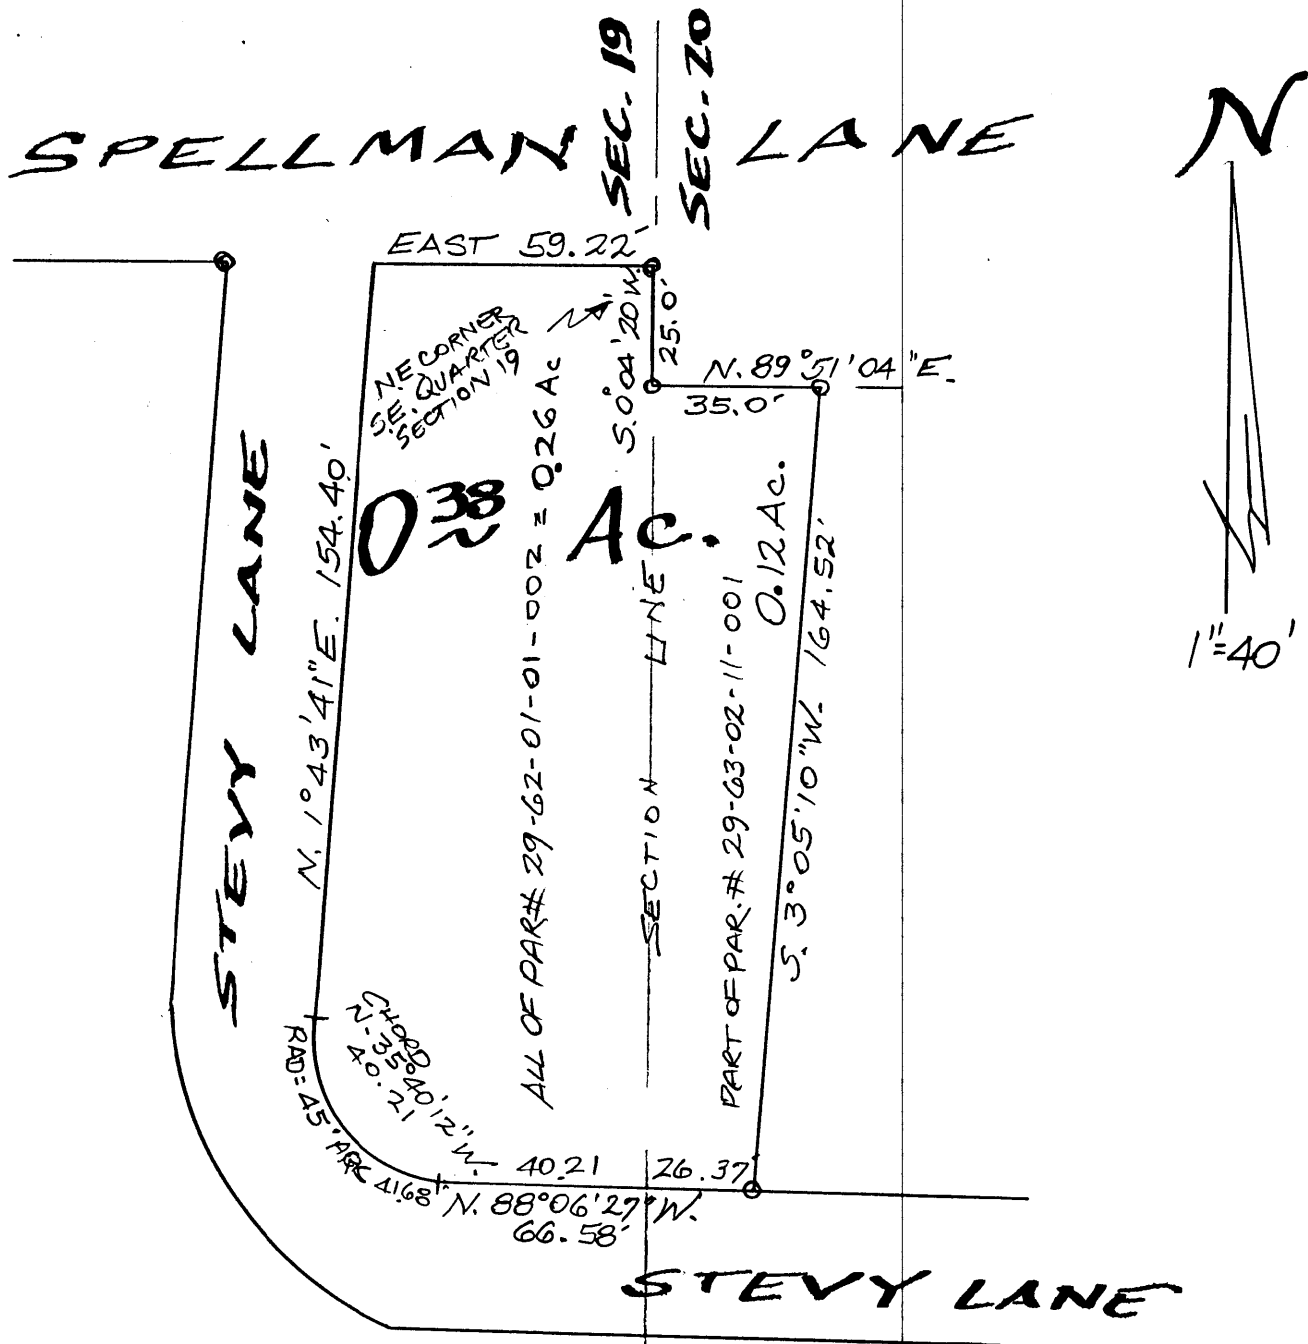 SEC. 19
SEC. 20
SPELLMAN LANE
N
EAST 59.22'
S. 0°04'20"W.
25.0'
NE CORNER
SE. QUARTER
SECTION 19
N. 89°51'04"E.
35.0'
STEVY LANE
N. 1°43'41"E. 154.40'
0.38 Ac.
ALL OF PAR# 29-62-01-01-002 = 0.26 Ac
SECTION LINE
PART OF PAR.# 29-63-02-11-001
0.12 Ac.
S. 3°05'10"W. 164.52'
1"=40'
CHORD
N-35°40'12"W.
40.21
RAD=45' ARC 41.68'
40.21
26.37'
N. 88°06'27"W.
66.58'
STEVY LANE